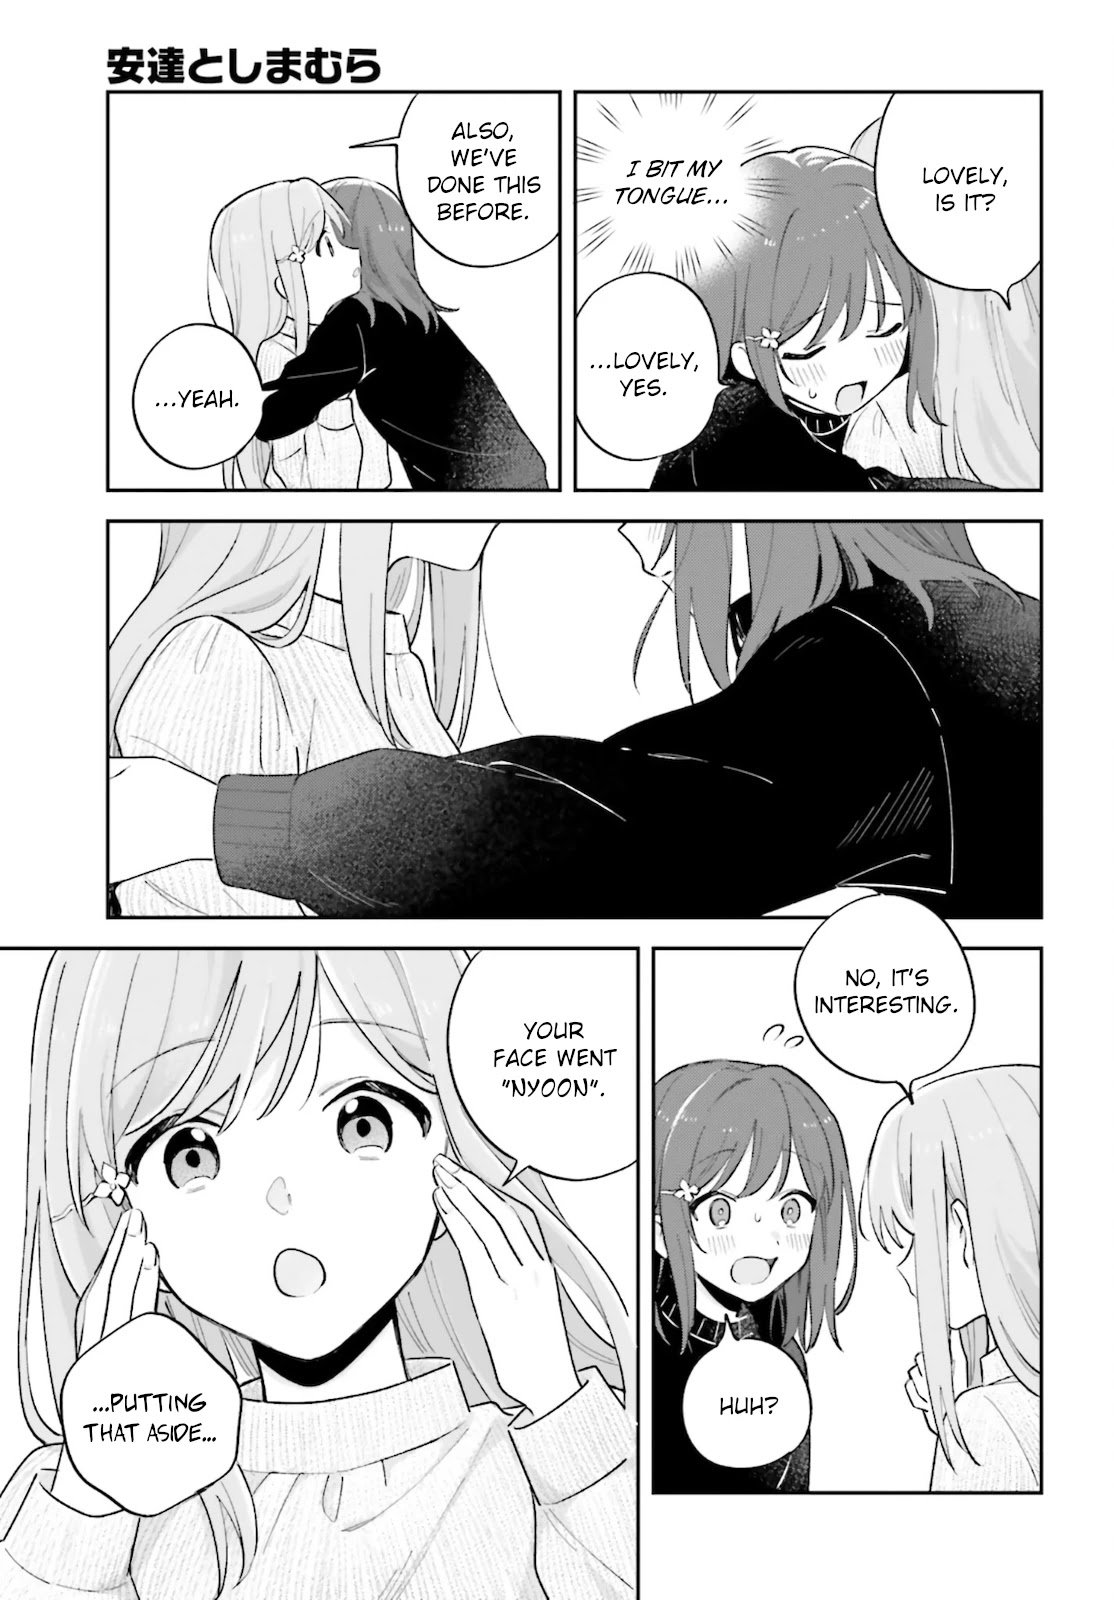 安達としまむら
LOVELY,
IS IT?
I BIT MY
TONGUE...
...LOVELY,
YES.
ALSO,
WE'VE
DONE THIS
BEFORE.
...YEAH.
NO, IT'S
INTERESTING.
HUH?
YOUR
FACE WENT
"NYOON".
...PUTTING
THAT ASIDE...